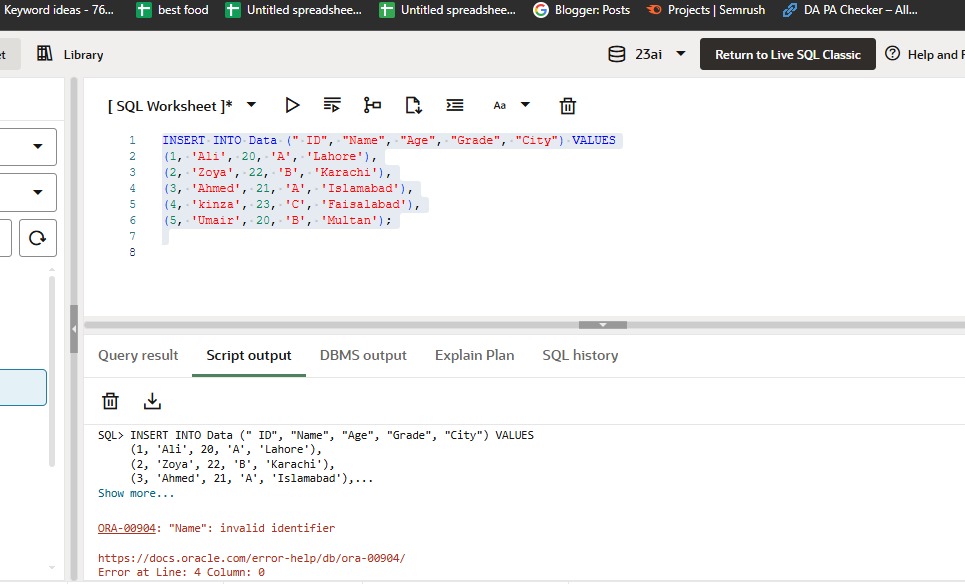 Keyword ideas - 76...
best food
Untitled spreadshee...
Untitled spreadshee...
Blogger: Posts
Projects | Semrush
DA PA Checker – All...
Library
23ai
Return to Live SQL Classic
Help and
[ SQL Worksheet ]*
Aa
1 INSERT INTO Data (" ID", "Name", "Age", "Grade", "City") VALUES
2 (1, 'Ali', 20, 'A', 'Lahore'),
3 (2, 'Zoya', 22, 'B', 'Karachi'),
4 (3, 'Ahmed', 21, 'A', 'Islamabad'),
5 (4, 'kinza', 23, 'C', 'Faisalabad'),
6 (5, 'Umair', 20, 'B', 'Multan');
7
8
Query result
Script output
DBMS output
Explain Plan
SQL history
SQL> INSERT INTO Data (" ID", "Name", "Age", "Grade", "City") VALUES
(1, 'Ali', 20, 'A', 'Lahore'),
(2, 'Zoya', 22, 'B', 'Karachi'),
(3, 'Ahmed', 21, 'A', 'Islamabad'),...
Show more...
ORA-00904: "Name": invalid identifier
https://docs.oracle.com/error-help/db/ora-00904/
Error at Line: 4 Column: 0